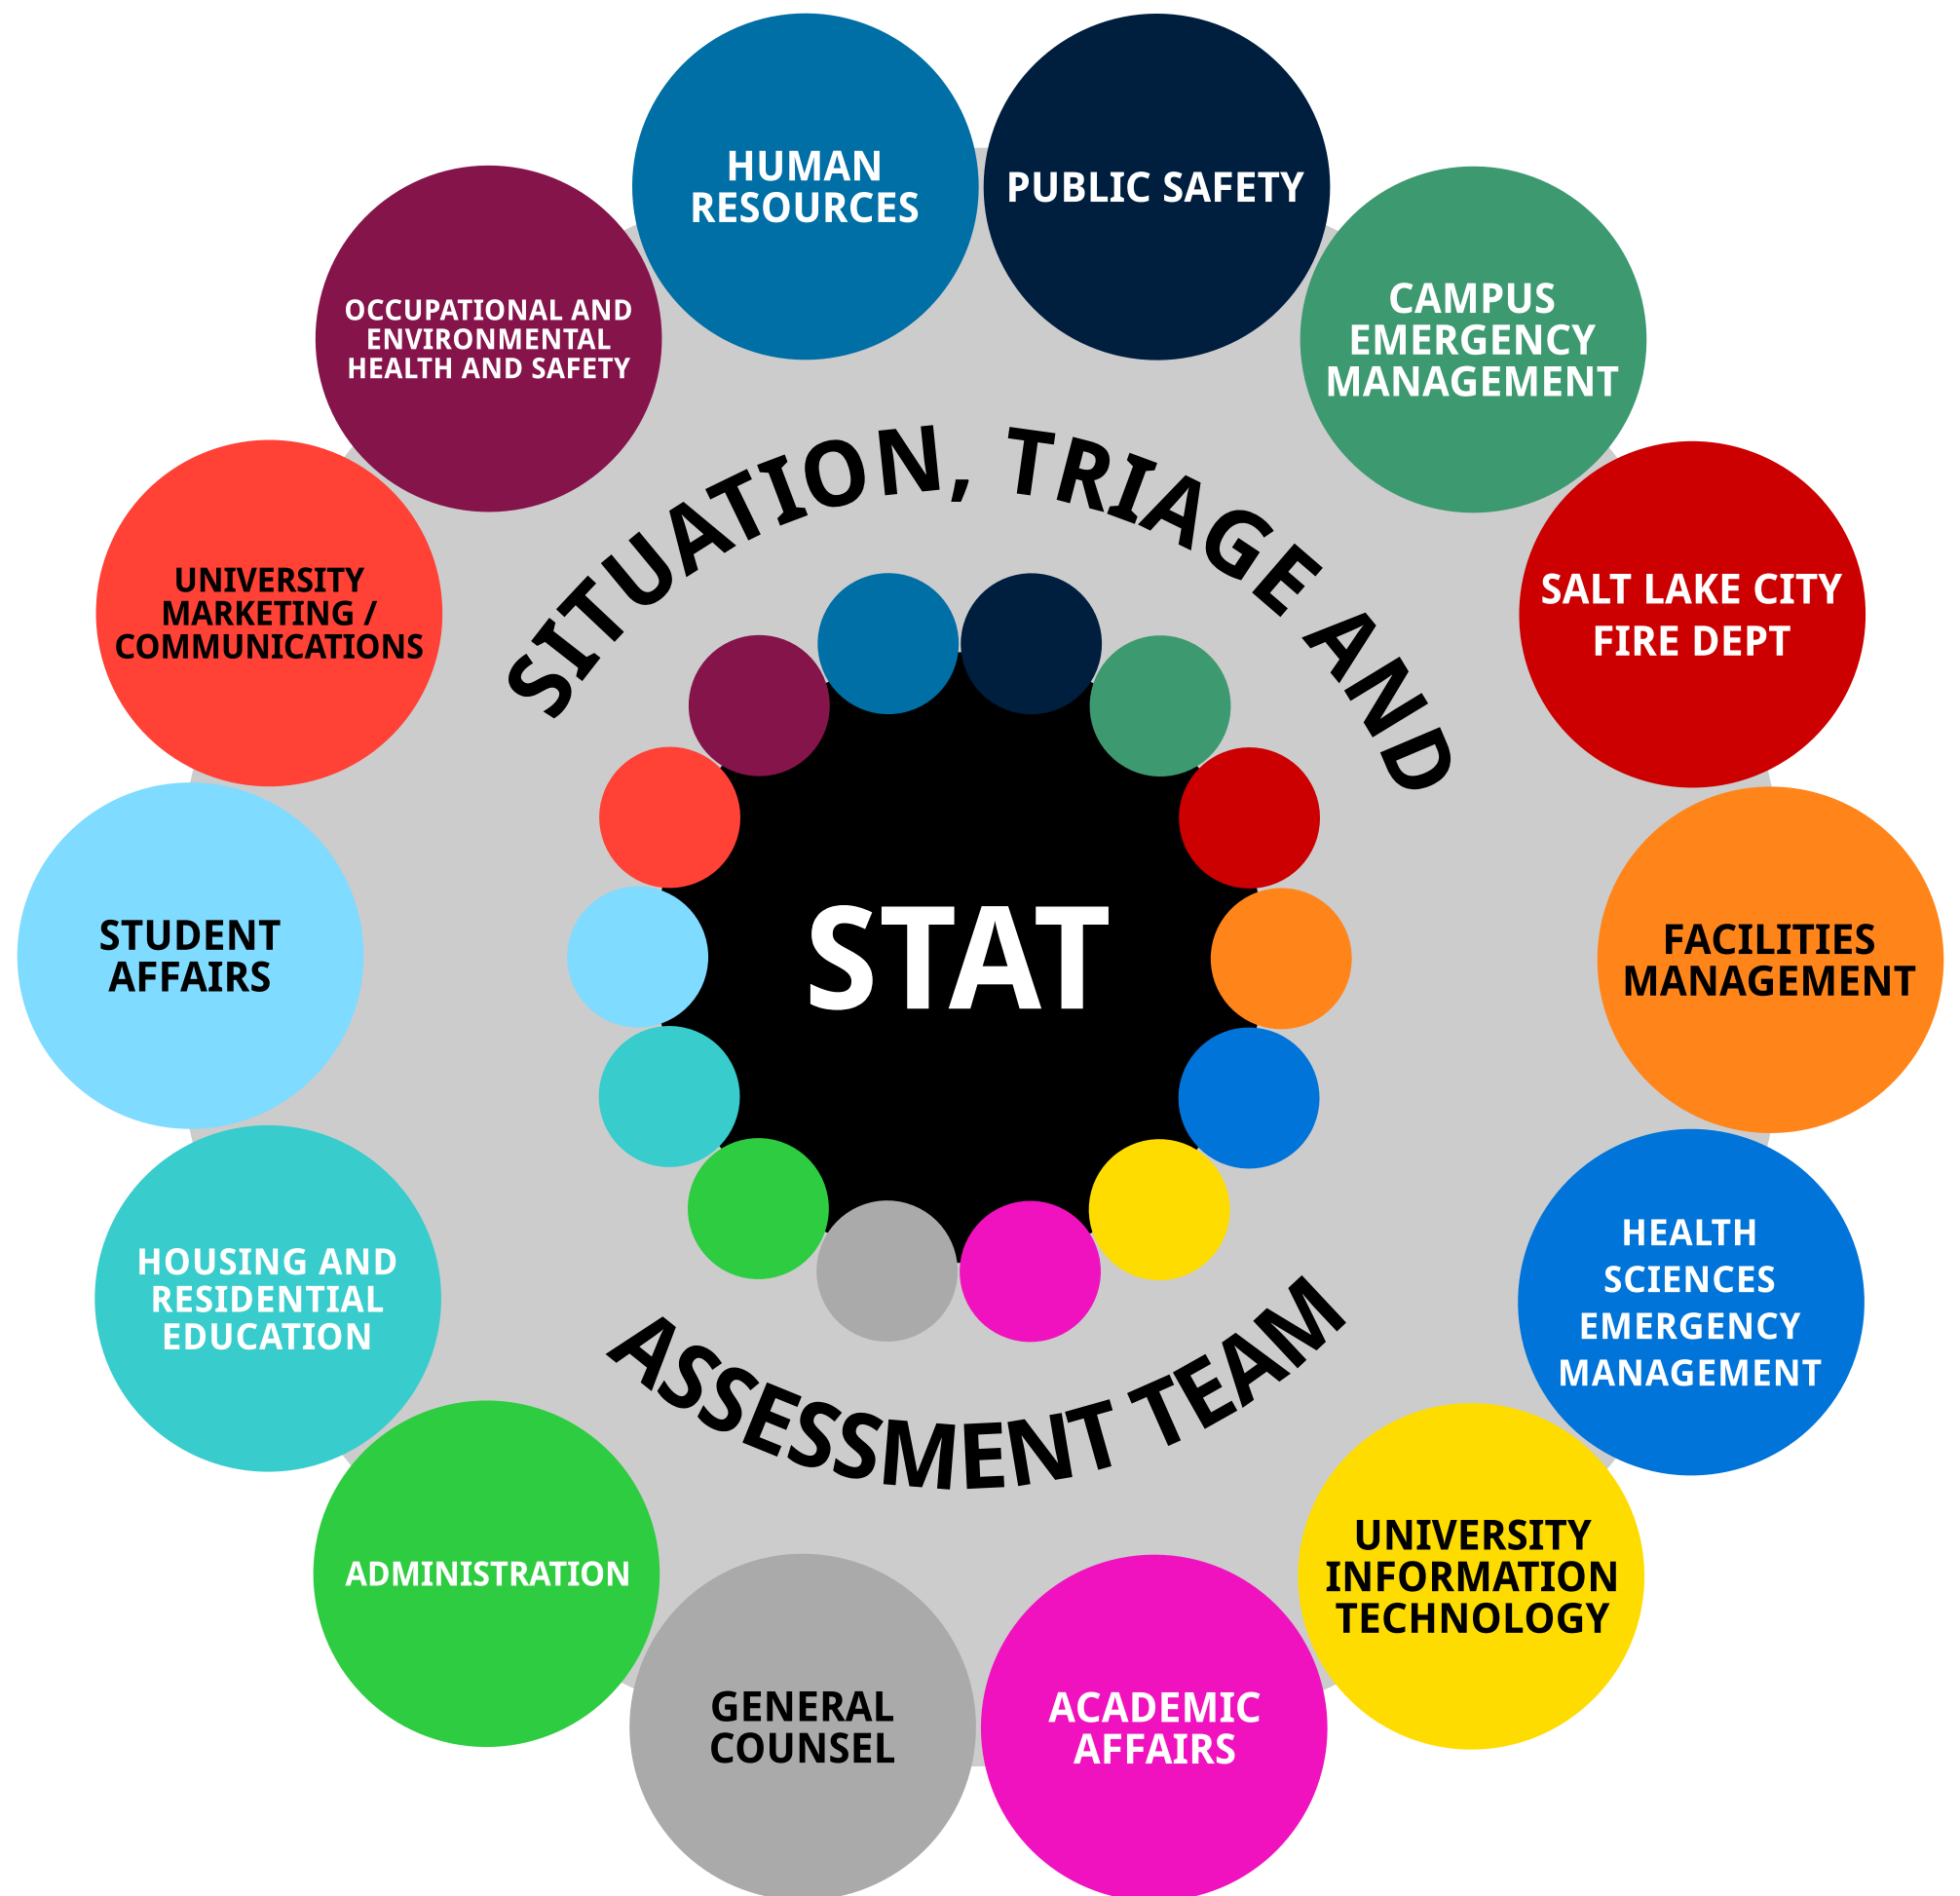 HUMAN
RESOURCES
PUBLIC SAFETY
CAMPUS
EMERGENCY
MANAGEMENT
SALT LAKE CITY
FIRE DEPT
FACILITIES
MANAGEMENT
HEALTH
SCIENCES
EMERGENCY
MANAGEMENT
UNIVERSITY
INFORMATION
TECHNOLOGY
ACADEMIC
AFFAIRS
GENERAL
COUNSEL
ADMINISTRATION
HOUSING AND
RESIDENTIAL
EDUCATION
STUDENT
AFFAIRS
UNIVERSITY
MARKETING /
COMMUNICATIONS
OCCUPATIONAL AND
ENVIRONMENTAL
HEALTH AND SAFETY
SITUATION, TRIAGE AND
STAT
ASSESSMENT TEAM